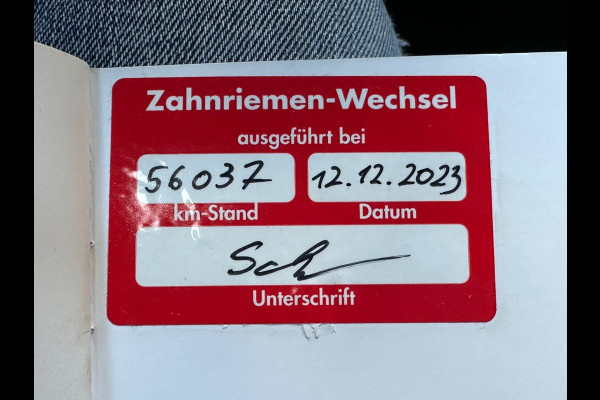 Zahnriemen-Wechsel
ausgeführt bei
56037 12.12.2023
km-Stand Datum
Unterschrift